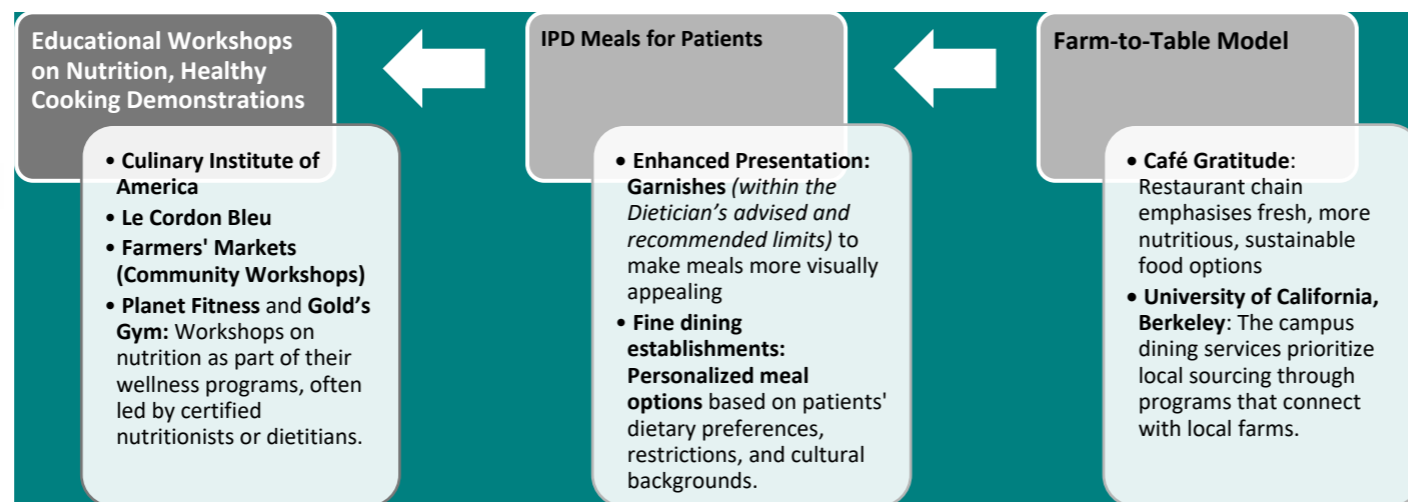 Educational Workshops
on Nutrition, Healthy
Cooking Demonstrations
• Culinary Institute of
America
• Le Cordon Bleu
• Farmers' Markets
(Community Workshops)
• Planet Fitness and Gold’s
Gym: Workshops on
nutrition as part of their
wellness programs, often
led by certified
nutritionists or dietitians.
IPD Meals for Patients
• Enhanced Presentation:
Garnishes (within the
Dietician’s advised and
recommended limits) to
make meals more visually
appealing
• Fine dining
establishments:
Personalized meal
options based on patients'
dietary preferences,
restrictions, and cultural
backgrounds.
Farm-to-Table Model
• Café Gratitude:
Restaurant chain
emphasises fresh, more
nutritious, sustainable
food options
• University of California,
Berkeley: The campus
dining services prioritize
local sourcing through
programs that connect
with local farms.